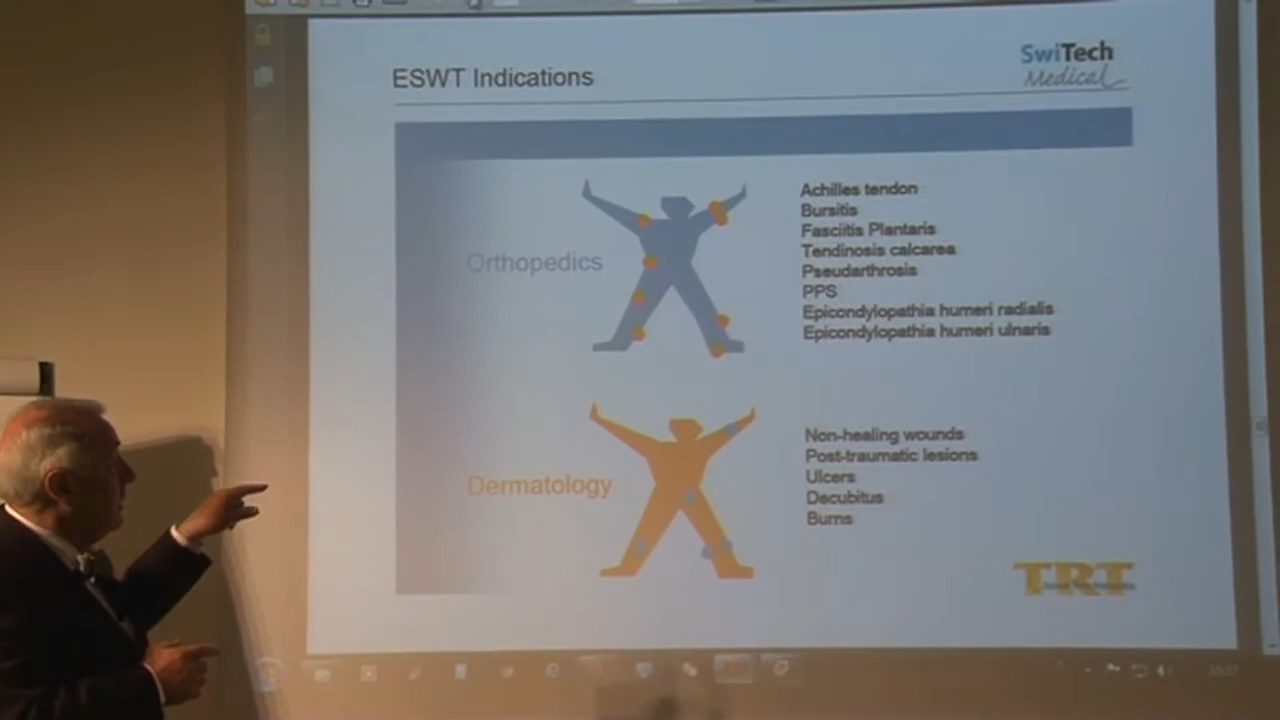 ESWT Indications
SwiTech
Medical
Orthopedics
Achilles tendon
Bursitis
Fasciitis Plantaris
Tendinosis calcarea
Pseudarthrosis
PPS
Epicondylopathia humeri radialis
Epicondylopathia humeri ulnaris
Dermatology
Non-healing wounds
Post-traumatic lesions
Ulcers
Decubitus
Burns
TRT